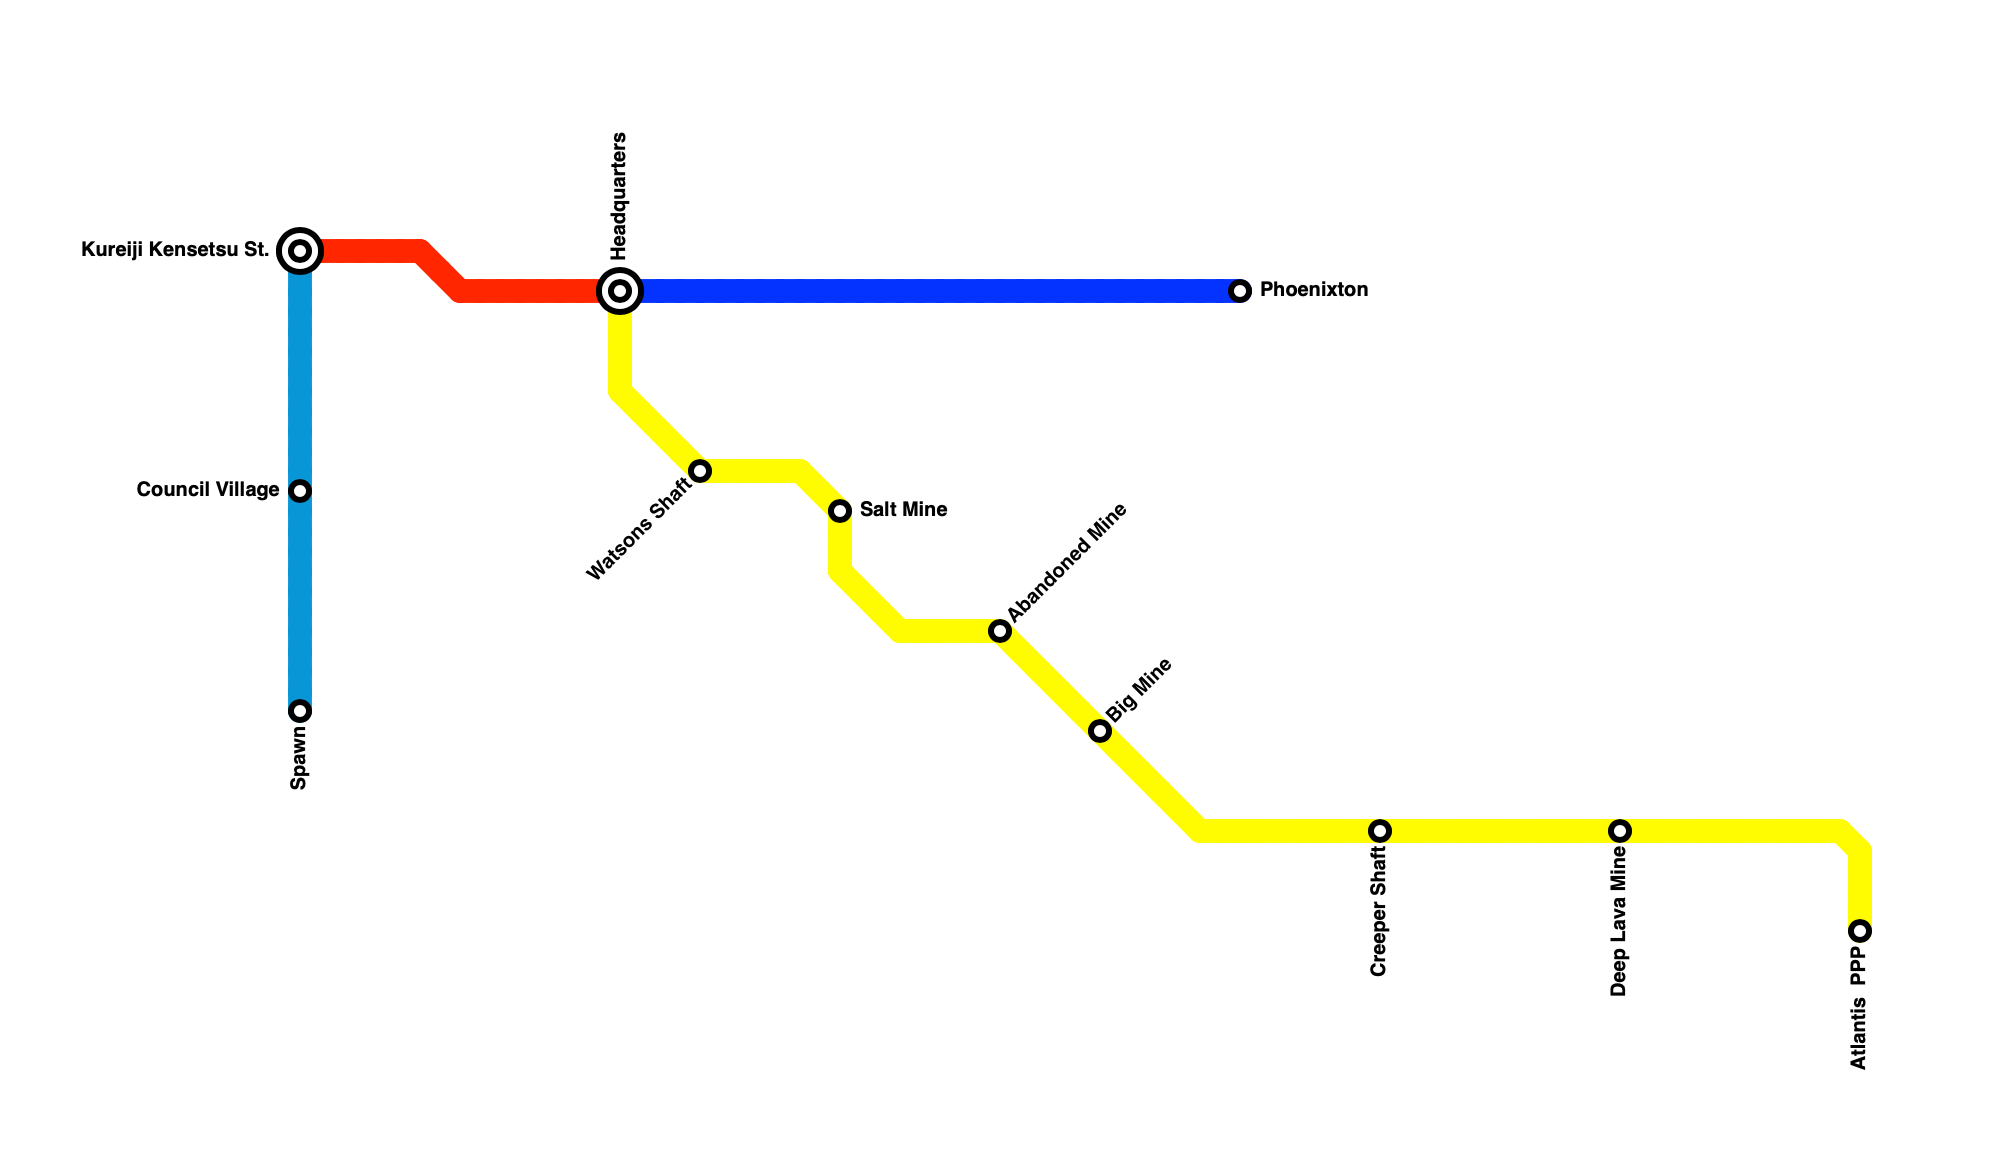 Headquarters
Kureiji Kensetsu St.
Phoenixton
Council Village
Watsons Shaft
Salt Mine
Abandoned Mine
Big Mine
Spawn
Creeper Shaft
Deep Lava Mine
Atlantis  PPP